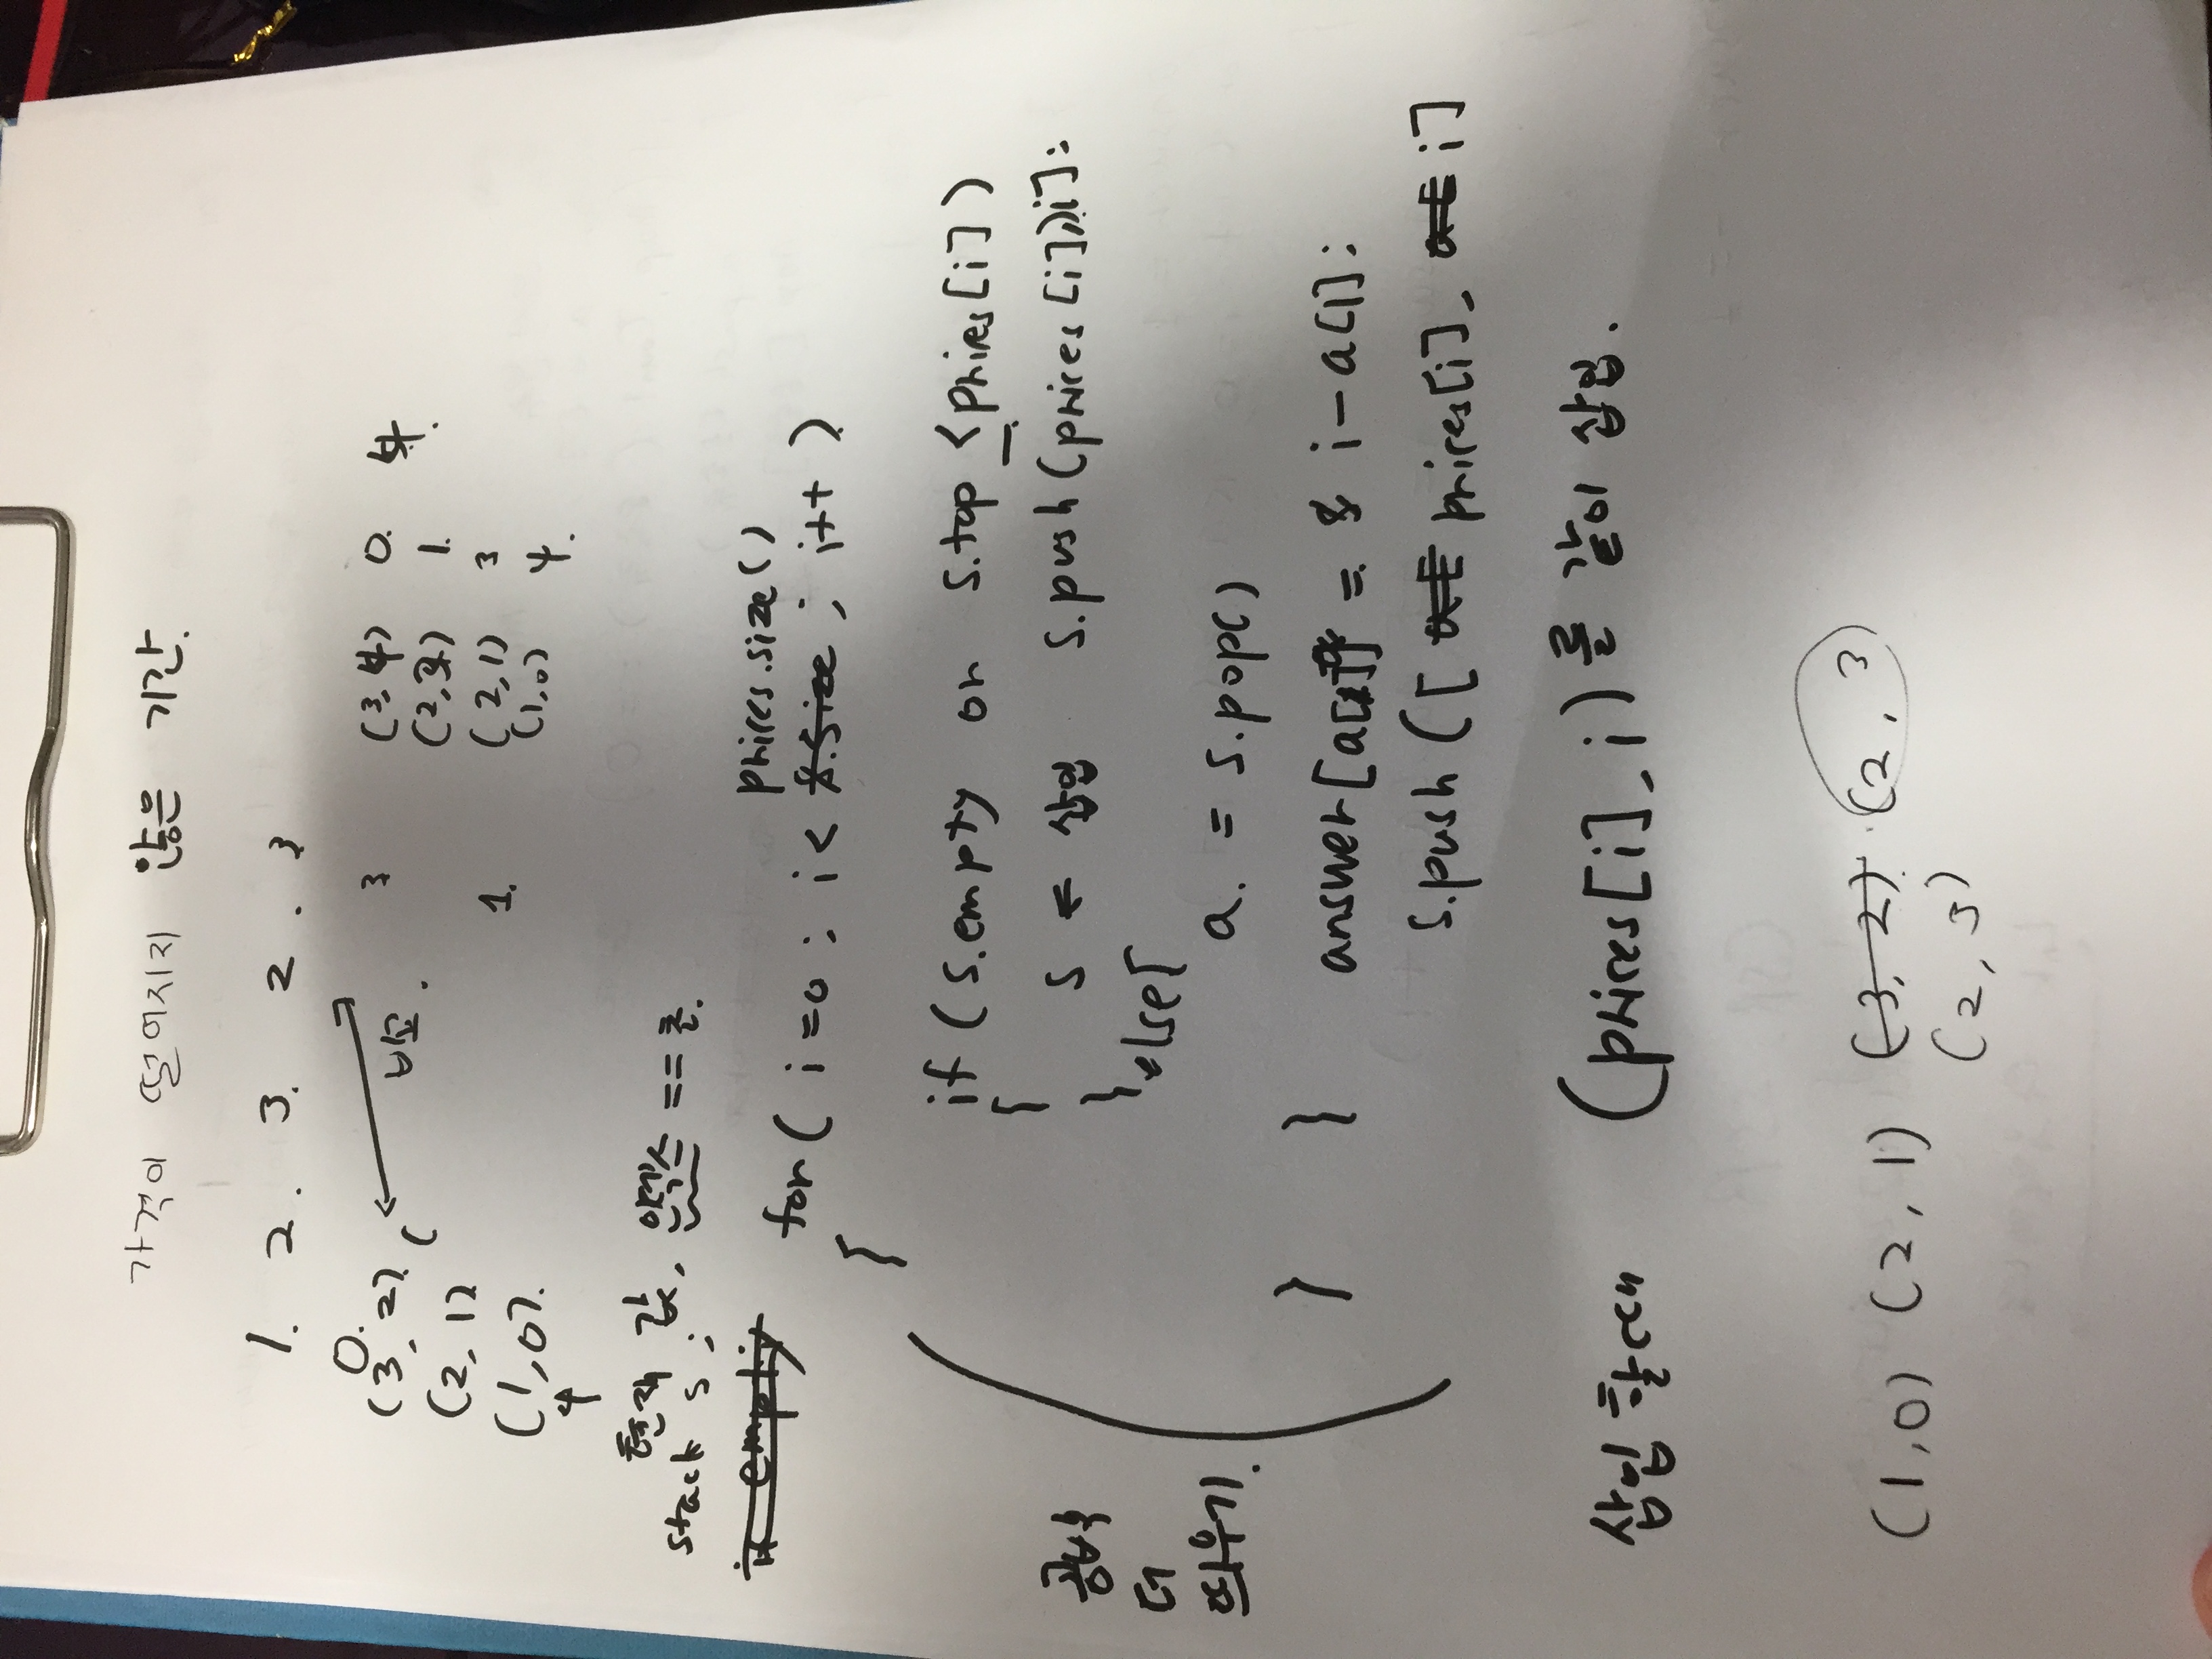 가격이 떨어지지 않은 기간.
1. 2. 3. 2. 3
0.
(3, 2)
(2, 1)
(1, 0).
4
비교.
3 (3, 4) 0. 4.
(2, 3) 1.
1. (2, 1) 3
(1, 0) 4.
현재 값, 인덱스 == 초.
stack s ;
is empty
prices.size()
for ( i = 0 ; i < s.size ; i++ )
{
if ( s.empty or s.top ≤ prices[i] )
{
s ← 삽입 s.push (prices [i], i];
} else{
a. = s.pop()
} } answer [a[1]] = i - a[1];
s.push ([ prices[i], i]
공백
더
띄우기.
삽입 할때 (prices[i], i) 를 같이 삽입.
(1, 0) (2, 1) (3, 2) (2, 3
(2, 3)